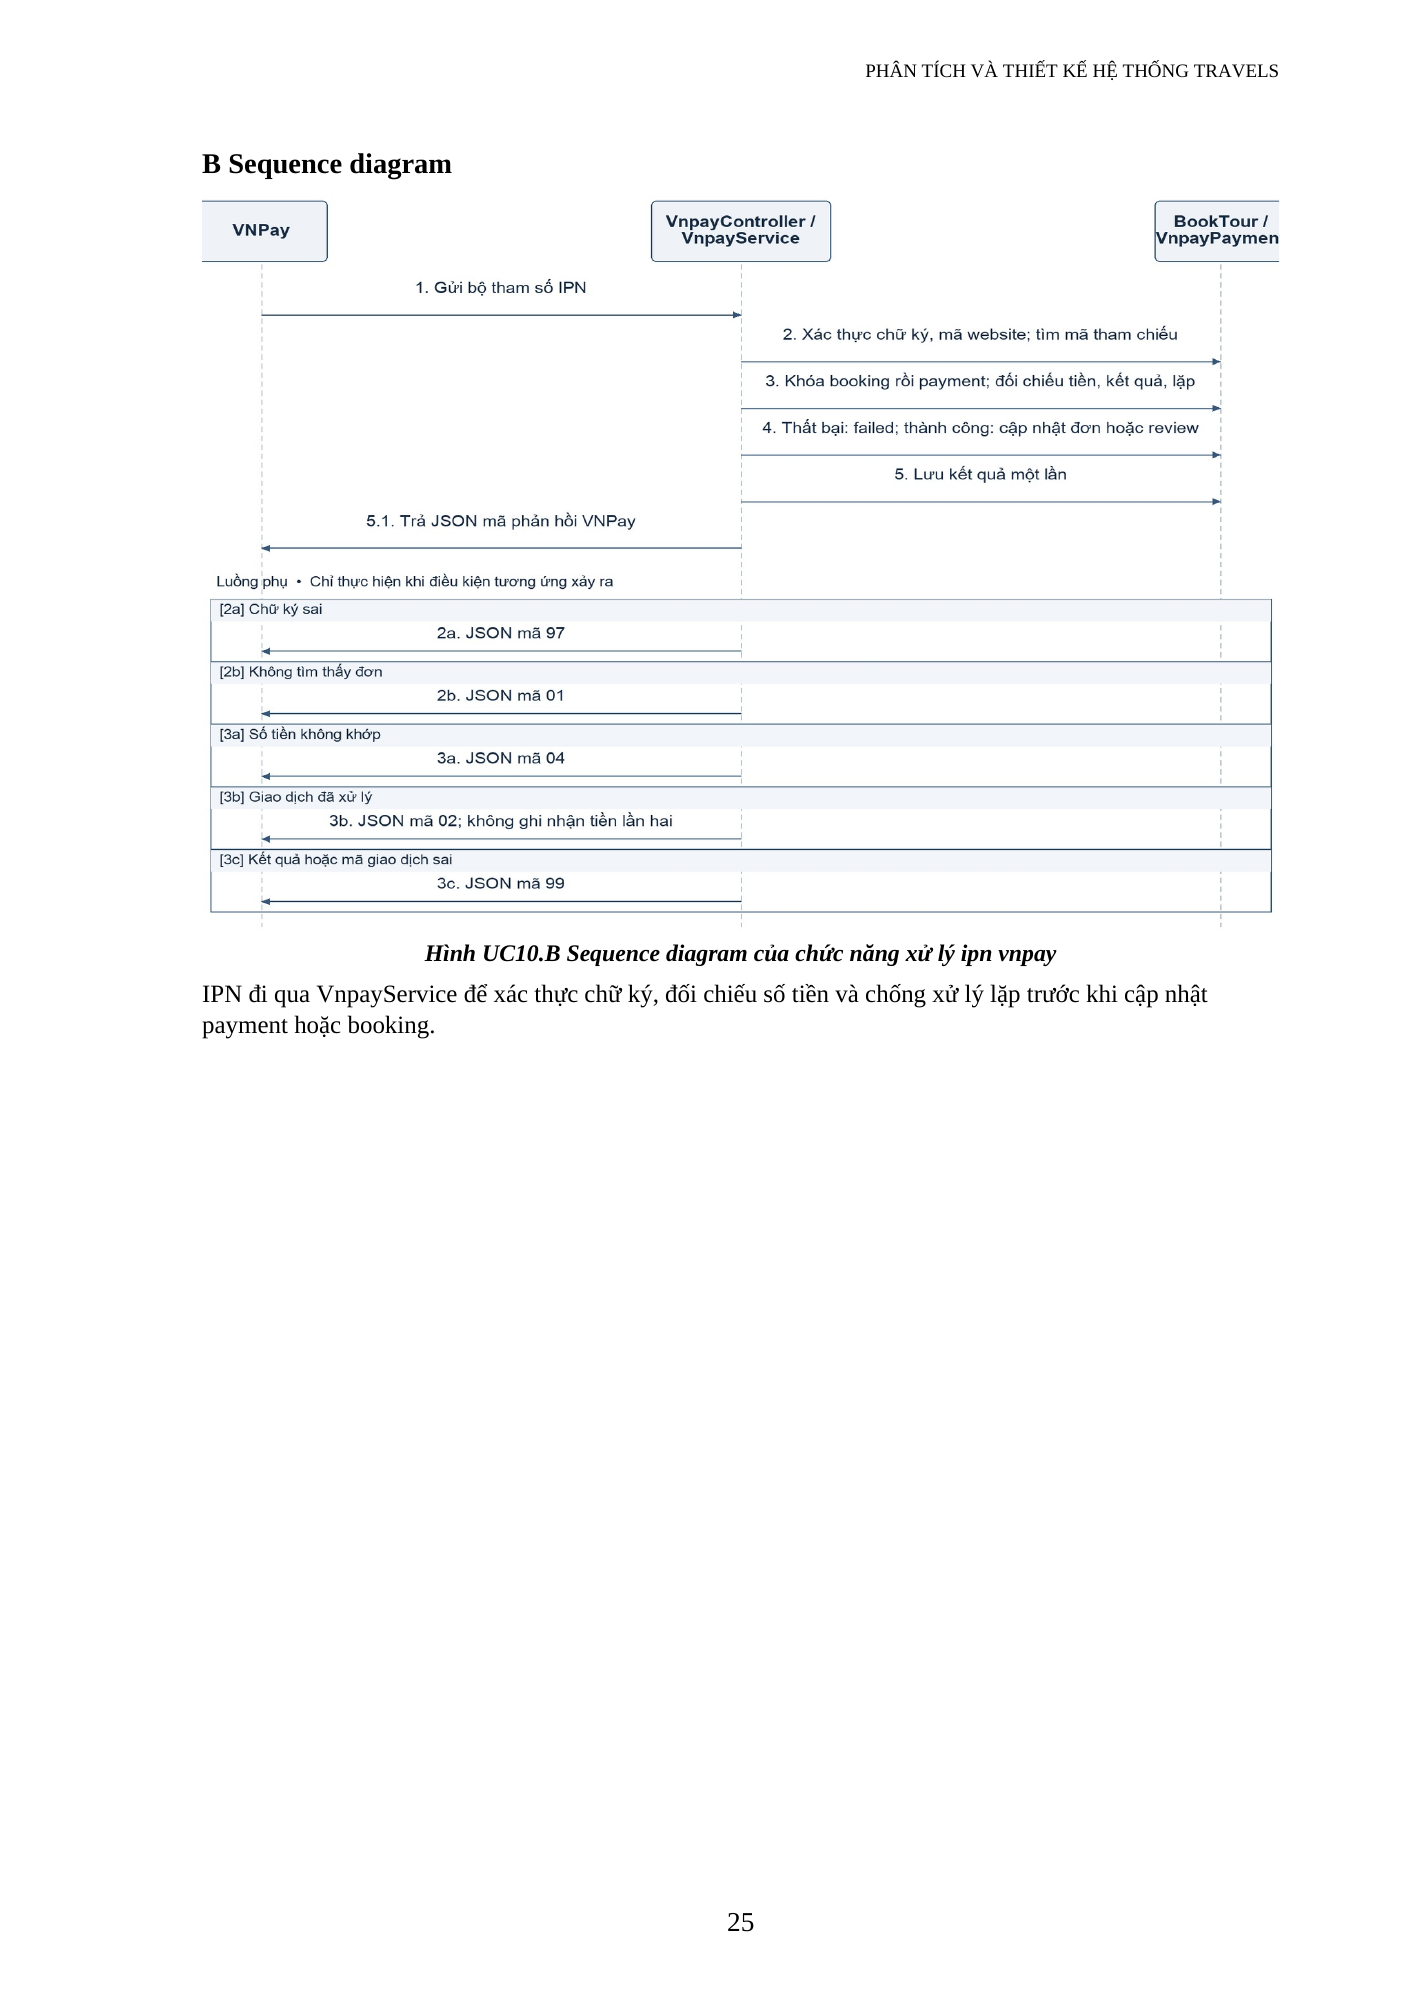 PHÂN TÍCH VÀ THIẾT KẾ HỆ THỐNG TRAVELS
B Sequence diagram
VNPay
VnpayController /
VnpayService
BookTour /
VnpayPaymen
1. Gửi bộ tham số IPN
2. Xác thực chữ ký, mã website; tìm mã tham chiếu
3. Khóa booking rồi payment; đối chiếu tiền, kết quả, lặp
4. Thất bại: failed; thành công: cập nhật đơn hoặc review
5. Lưu kết quả một lần
5.1. Trả JSON mã phản hồi VNPay
Luồng phụ • Chỉ thực hiện khi điều kiện tương ứng xảy ra
[2a] Chữ ký sai
2a. JSON mã 97
[2b] Không tìm thấy đơn
2b. JSON mã 01
[3a] Số tiền không khớp
3a. JSON mã 04
[3b] Giao dịch đã xử lý
3b. JSON mã 02; không ghi nhận tiền lần hai
[3c] Kết quả hoặc mã giao dịch sai
3c. JSON mã 99
Hình UC10.B Sequence diagram của chức năng xử lý ipn vnpay
IPN đi qua VnpayService để xác thực chữ ký, đối chiếu số tiền và chống xử lý lặp trước khi cập nhật
payment hoặc booking.
25